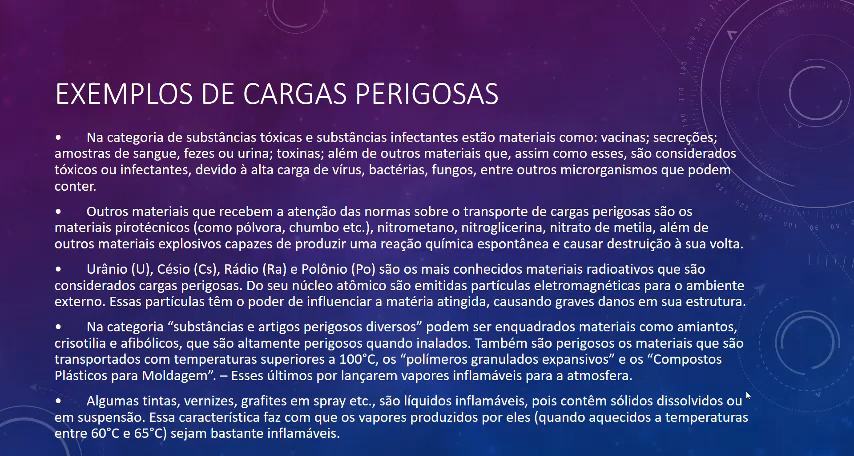 EXEMPLOS DE CARGAS PERIGOSAS
• Na categoria de substâncias tóxicas e substâncias infectantes estão materiais como: vacinas; secreções;
amostras de sangue, fezes ou urina; toxinas; além de outros materiais que, assim como esses, são considerados
tóxicos ou infectantes, devido à alta carga de vírus, bactérias, fungos, entre outros microrganismos que podem
conter.
• Outros materiais que recebem a atenção das normas sobre o transporte de cargas perigosas são os
materiais pirotécnicos (como pólvora, chumbo etc.), nitrometano, nitroglicerina, nitrato de metila, além de
outros materiais explosivos capazes de produzir uma reação química espontânea e causar destruição à sua volta.
• Urânio (U), Césio (Cs), Rádio (Ra) e Polônio (Po) são os mais conhecidos materiais radioativos que são
considerados cargas perigosas. Do seu núcleo atômico são emitidas partículas eletromagnéticas para o ambiente
externo. Essas partículas têm o poder de influenciar a matéria atingida, causando graves danos em sua estrutura.
• Na categoria “substâncias e artigos perigosos diversos” podem ser enquadrados materiais como amiantos,
crisotilia e afibólicos, que são altamente perigosos quando inalados. Também são perigosos os materiais que são
transportados com temperaturas superiores a 100°C, os “polímeros granulados expansivos” e os “Compostos
Plásticos para Moldagem”. – Esses últimos por lançarem vapores inflamáveis para a atmosfera.
• Algumas tintas, vernizes, grafites em spray etc., são líquidos inflamáveis, pois contêm sólidos dissolvidos ou
em suspensão. Essa característica faz com que os vapores produzidos por eles (quando aquecidos a temperaturas
entre 60°C e 65°C) sejam bastante inflamáveis.